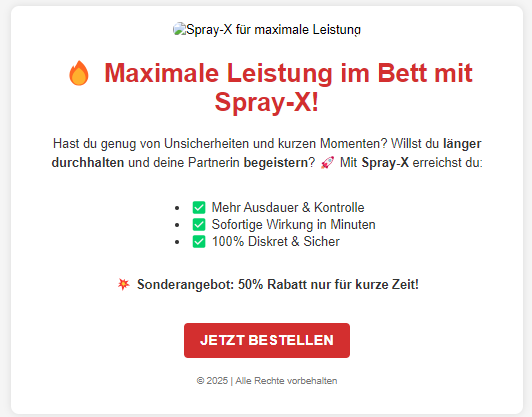 Spray-X für maximale Leistung
🔥 Maximale Leistung im Bett mit
Spray-X!
Hast du genug von Unsicherheiten und kurzen Momenten? Willst du länger
durchhalten und deine Partnerin begeistern? 🚀 Mit Spray-X erreichst du:
• ✅ Mehr Ausdauer & Kontrolle
• ✅ Sofortige Wirkung in Minuten
• ✅ 100% Diskret & Sicher
💥 Sonderangebot: 50% Rabatt nur für kurze Zeit!
JETZT BESTELLEN
© 2025 | Alle Rechte vorbehalten